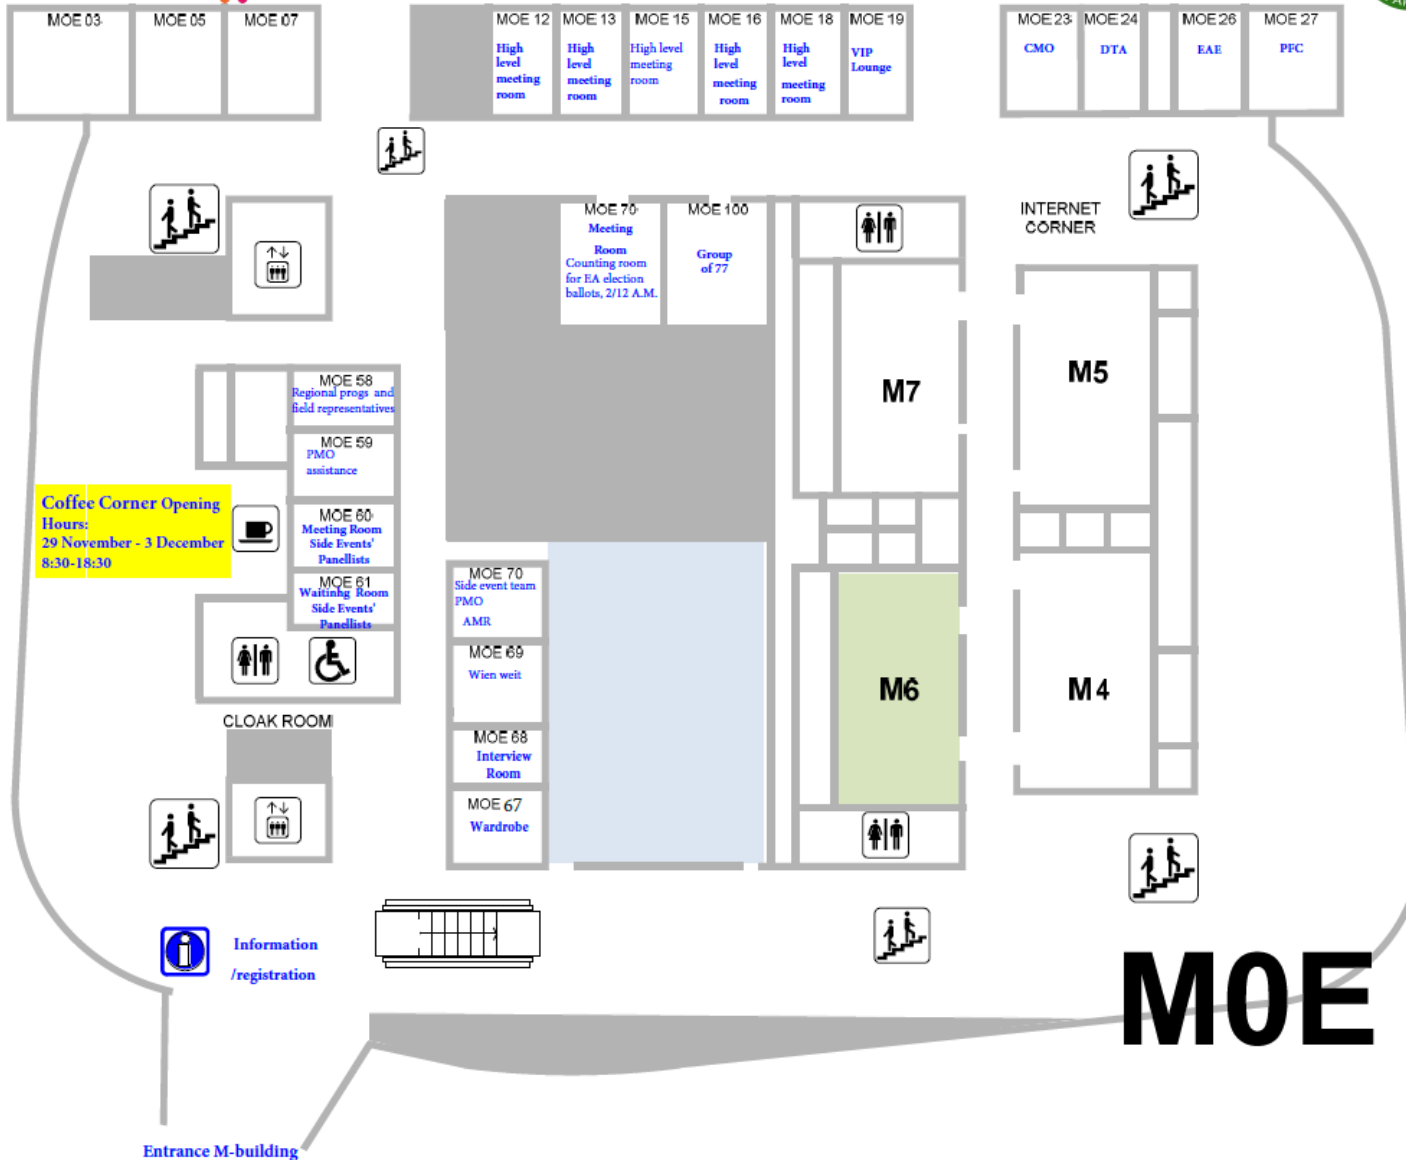 MOE 03
MOE 05
MOE 07
MOE 12
High
level
meeting
room
MOE 13
High
level
meeting
room
MOE 15
High level
meeting
room
MOE 16
High
level
meeting
room
MOE 18
High
level
meeting
room
MOE 19
VIP
Lounge
MOE 23
CMO
MOE 24
DTA
MOE 26
EAE
MOE 27
PFC
MOE 79
Meeting
Room
Counting room
for EA election
ballots, 2/12 A.M.
MOE 100
Group
of 77
INTERNET
CORNER
M7
M5
MOE 58
Regional progs and
field representatives
MOE 59
PMO
assistance
Coffee Corner Opening
Hours:
29 November - 3 December
8:30-18:30
MOE 60
Meeting Room
Side Events'
Panellists
MOE 61
Waitinhg Room
Side Events'
Panellists
MOE 70
Side event team
PMO
AMR
MOE 69
Wien weit
M6
M4
CLOAK ROOM
MOE 68
Interview
Room
MOE 67
Wardrobe
Information
/registration
M0E
Entrance M-building